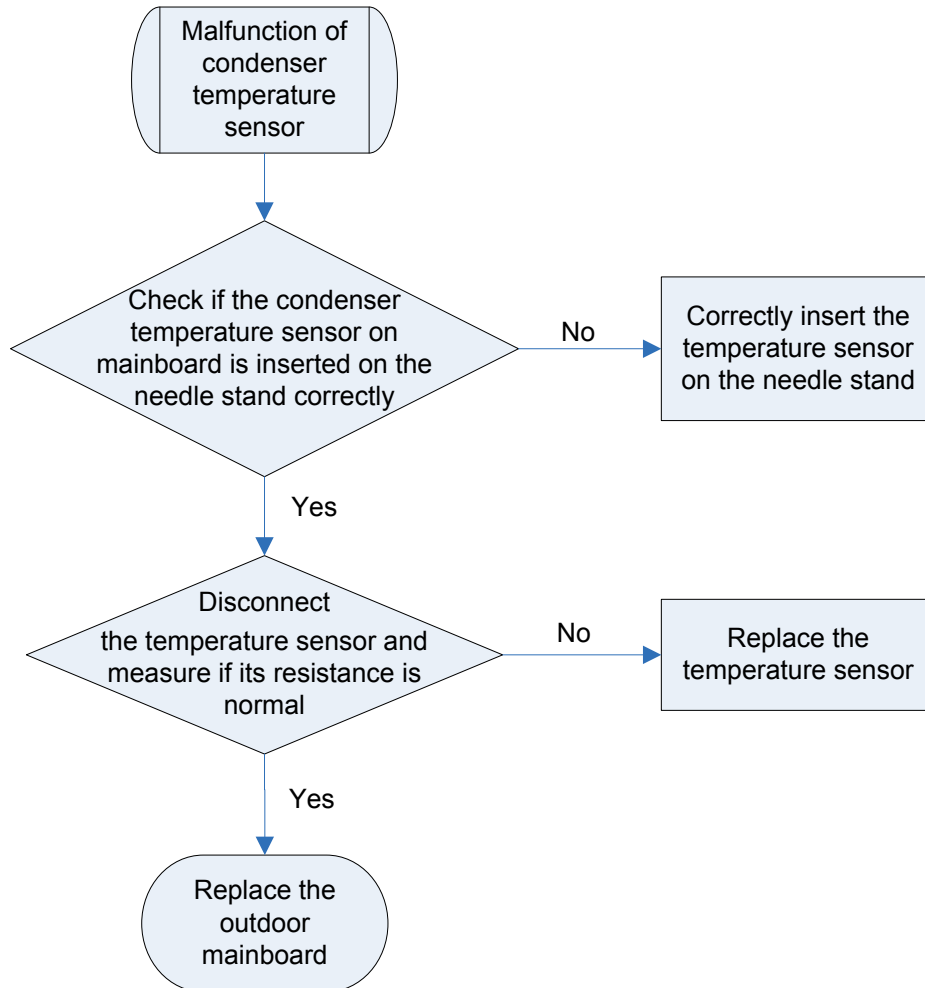 Malfunction of
condenser
temperature
sensor
Check if the condenser
temperature sensor on
mainboard is inserted on the
needle stand correctly
No
Correctly insert the
temperature sensor
on the needle stand
Yes
Disconnect
the temperature sensor and
measure if its resistance is
normal
No
Replace the
temperature sensor
Yes
Replace the
outdoor
mainboard